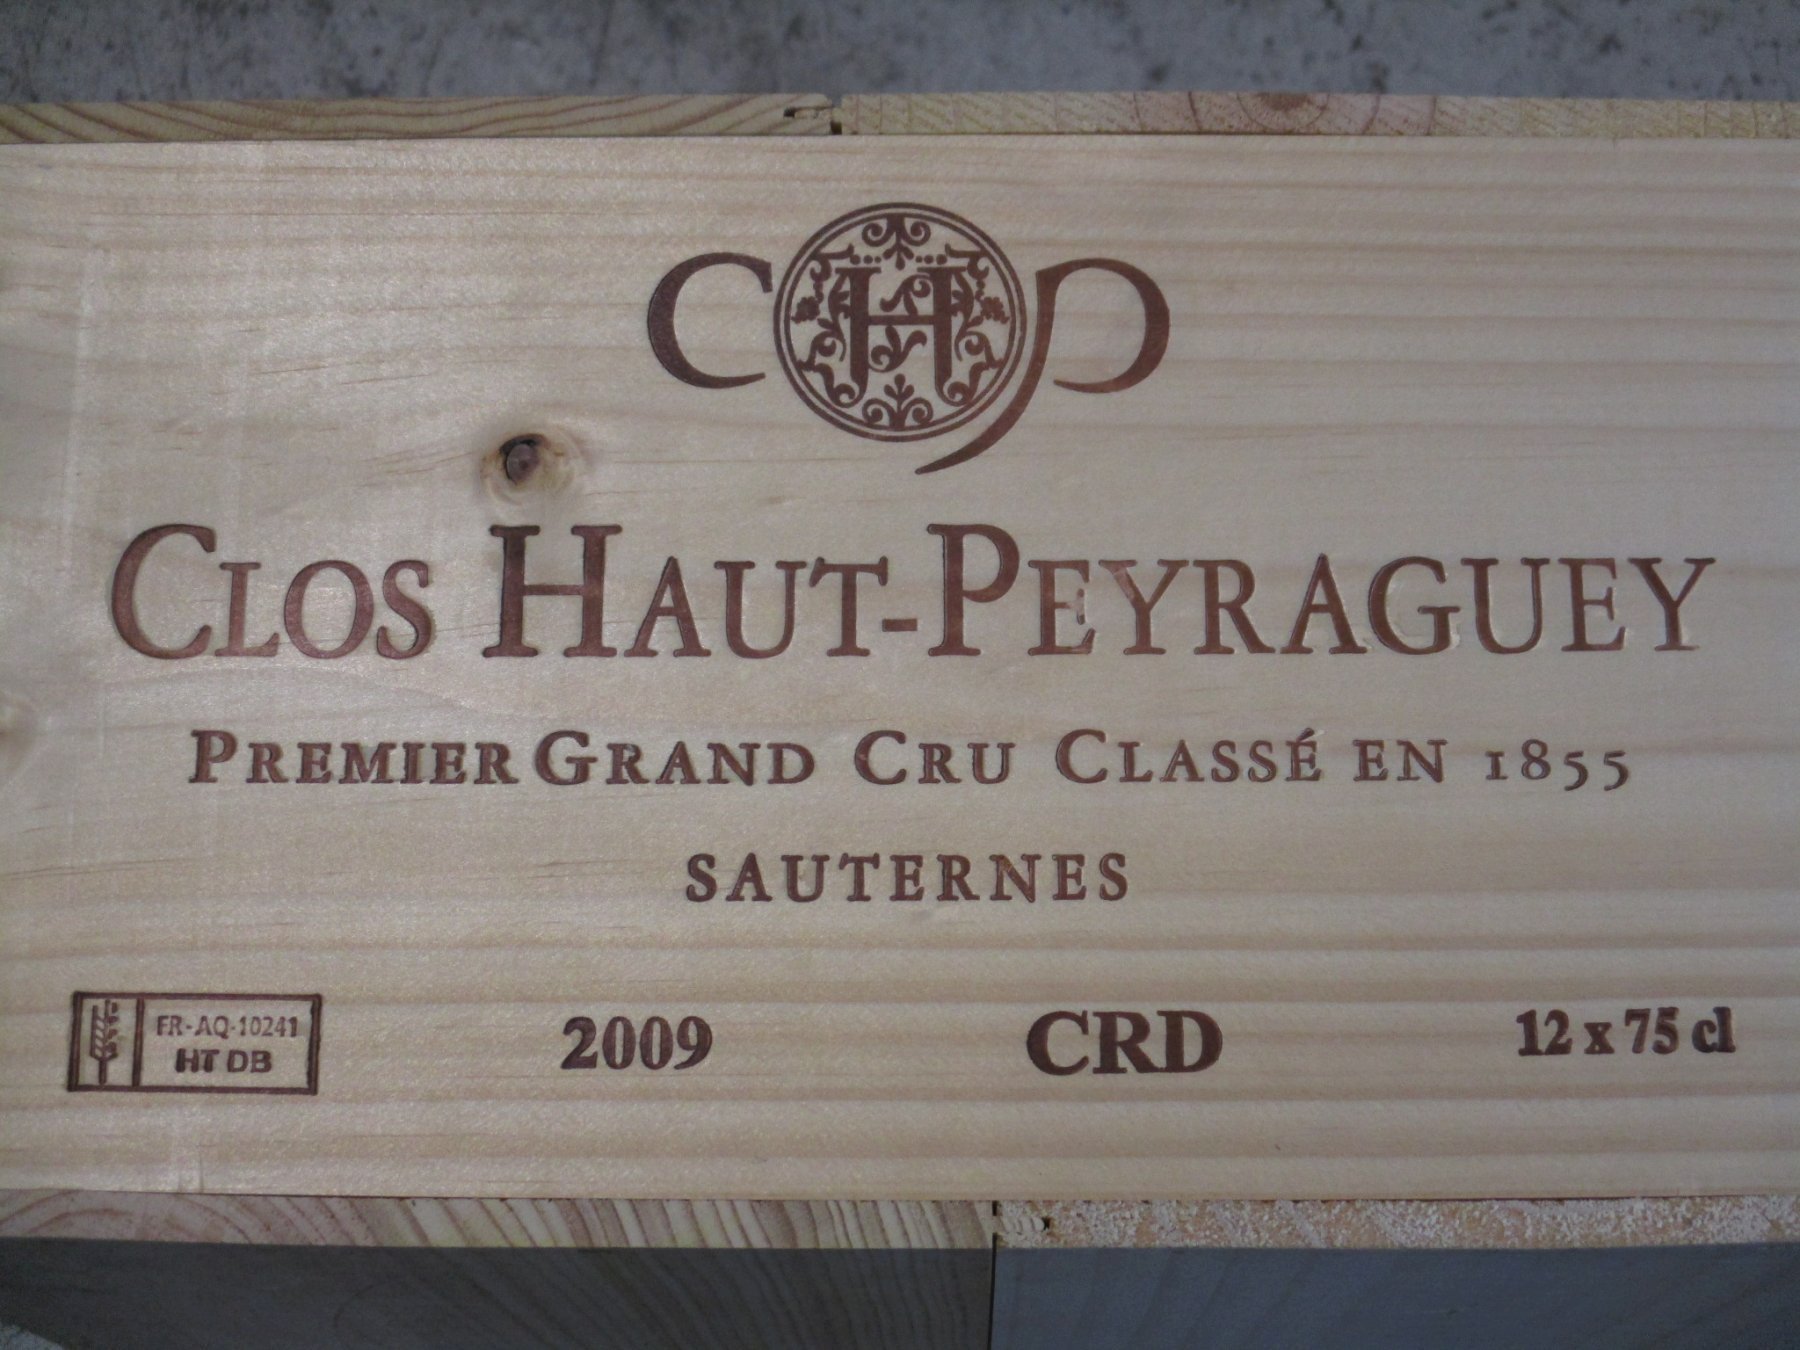 CHP
CLOS HAUT-PEYRAGUEY
PREMIER GRAND CRU CLASSÉ EN 1855
SAUTERNES
FR-AQ-10241
HT DB
2009 CRD 12 x 75 cl